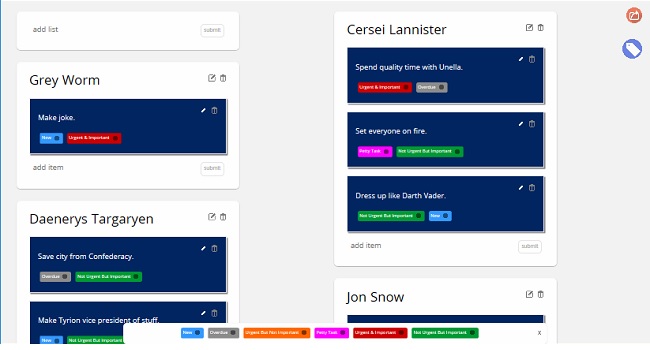 add list
submit
Grey Worm
Make joke.
New
Urgent & Important
add item
submit
Daenerys Targaryen
Save city from Confederacy.
Overdue
Not Urgent But Important
Make Tyrion vice president of stuff.
New
Not Urgent But
Cersei Lannister
Spend quality time with Unella.
Urgent & Important
Overdue
Set everyone on fire.
Petty Task
Not Urgent But Important
Dress up like Darth Vader.
Not Urgent But Important
New
add item
submit
Jon Snow
New
Overdue
Urgent But Not Important
Petty Task
Urgent & Important
Not Urgent But Important
x